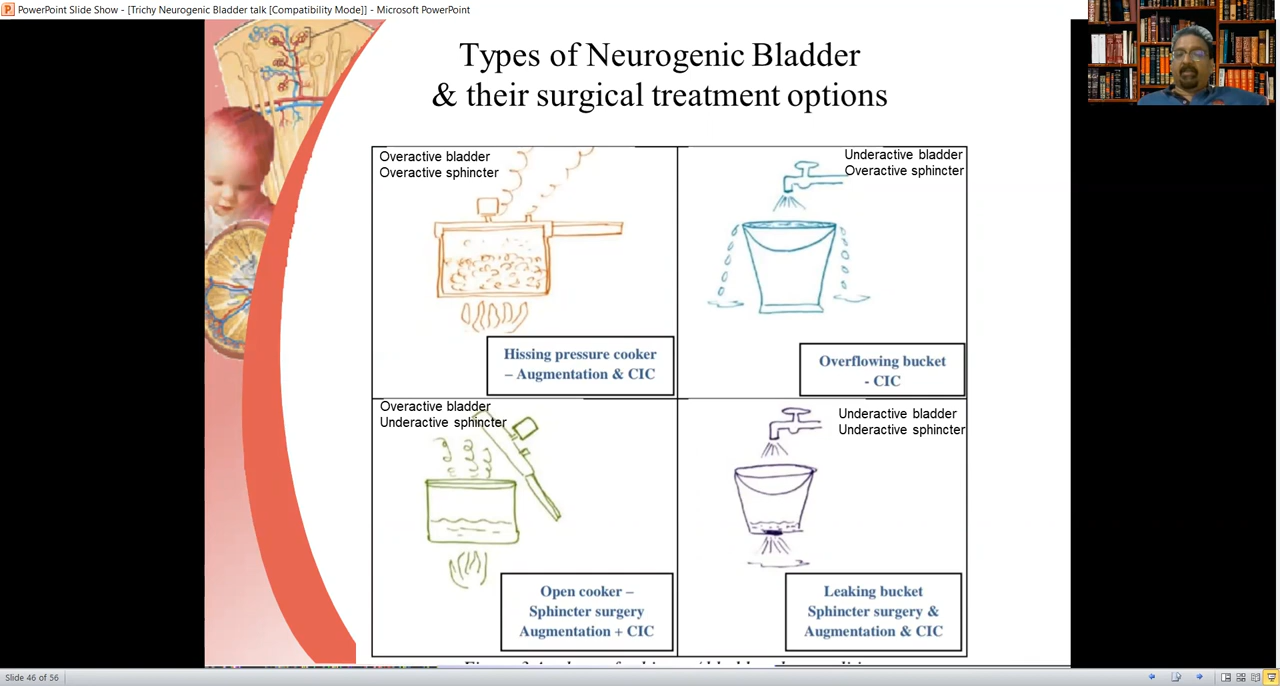 PowerPoint Slide Show - [Trichy Neurogenic Bladder talk [Compatibility Mode]] - Microsoft PowerPoint
Types of Neurogenic Bladder
& their surgical treatment options
Overactive bladder
Overactive sphincter
Hissing pressure cooker
– Augmentation & CIC
Underactive bladder
Overactive sphincter
Overflowing bucket
- CIC
Overactive bladder
Underactive sphincter
Open cooker –
Sphincter surgery
Augmentation + CIC
Underactive bladder
Underactive sphincter
Leaking bucket
Sphincter surgery &
Augmentation & CIC
Slide 46 of 56